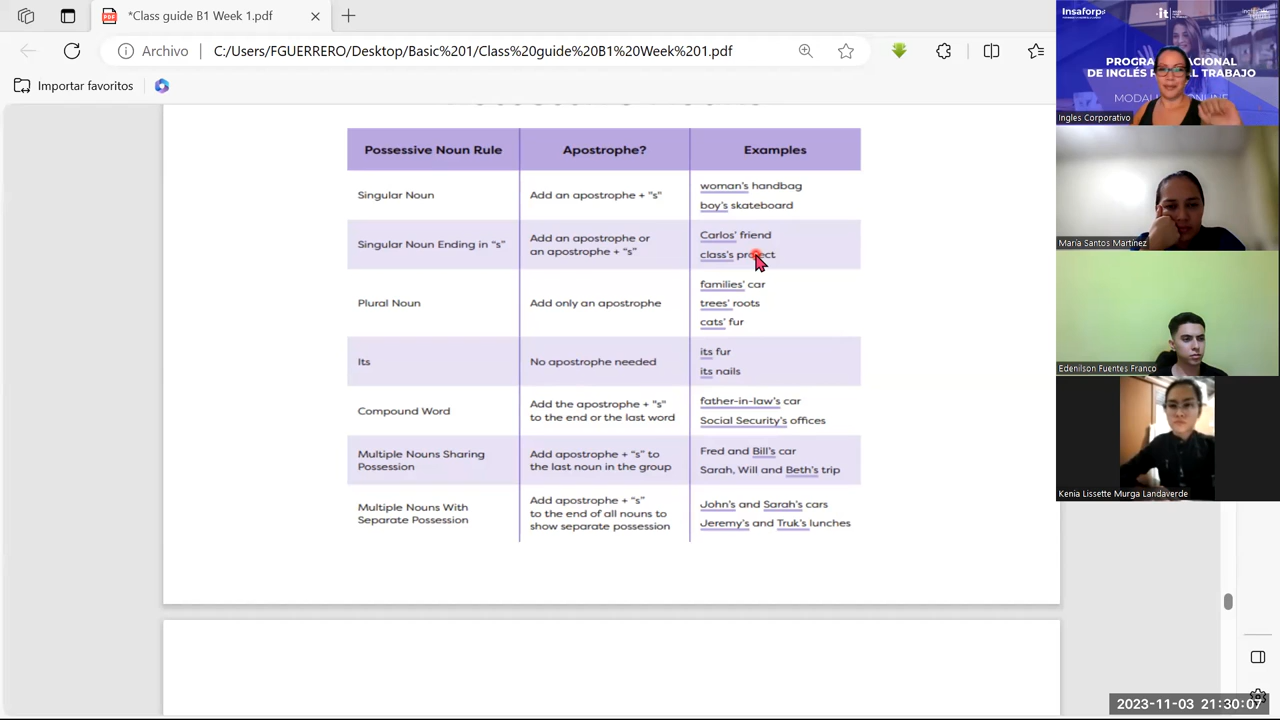 *Class guide B1 Week 1.pdf
Archivo
C:/Users/FGUERRERO/Desktop/Basic%201/Class%20guide%20B1%20Week%201.pdf
Importar favoritos
Possessive Noun Rule
Apostrophe?
Examples
Singular Noun
Add an apostrophe + "s"
woman's handbag
boy's skateboard
Singular Noun Ending in "s"
Add an apostrophe or
an apostrophe + "s"
Carlos' friend
class's project
Plural Noun
Add only an apostrophe
families' car
trees' roots
cats' fur
Its
No apostrophe needed
its fur
its nails
Compound Word
Add the apostrophe + "s"
to the end or the last word
father-in-law's car
Social Security's offices
Multiple Nouns Sharing
Possession
Add apostrophe + "s" to
the last noun in the group
Fred and Bill's car
Sarah, Will and Beth's trip
Multiple Nouns With
Separate Possession
Add apostrophe + "s"
to the end of all nouns to
show separate possession
John's and Sarah's cars
Jeremy's and Truk's lunches
Insaforp
Ingles Corporativo
María Santos Martínez
Edenilson Fuentes Franco
Kenia Lissette Murga Landaverde
2023-11-03 21:30:07